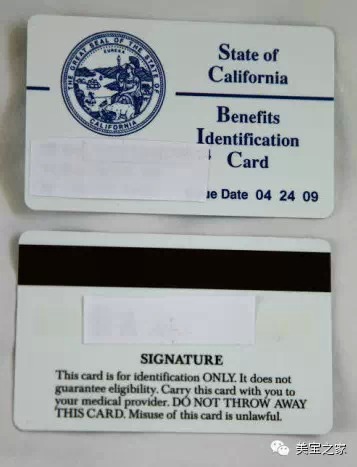 THE GREAT SEAL OF THE STATE OF CALIFORNIA
EUREKA
State of
California
Benefits
Identification
Card
ue Date 04 24 09
SIGNATURE
This card is for identification ONLY. It does not
guarantee eligibility. Carry this card with you to
your medical provider. DO NOT THROW AWAY
THIS CARD. Misuse of this card is unlawful.
美宝之家